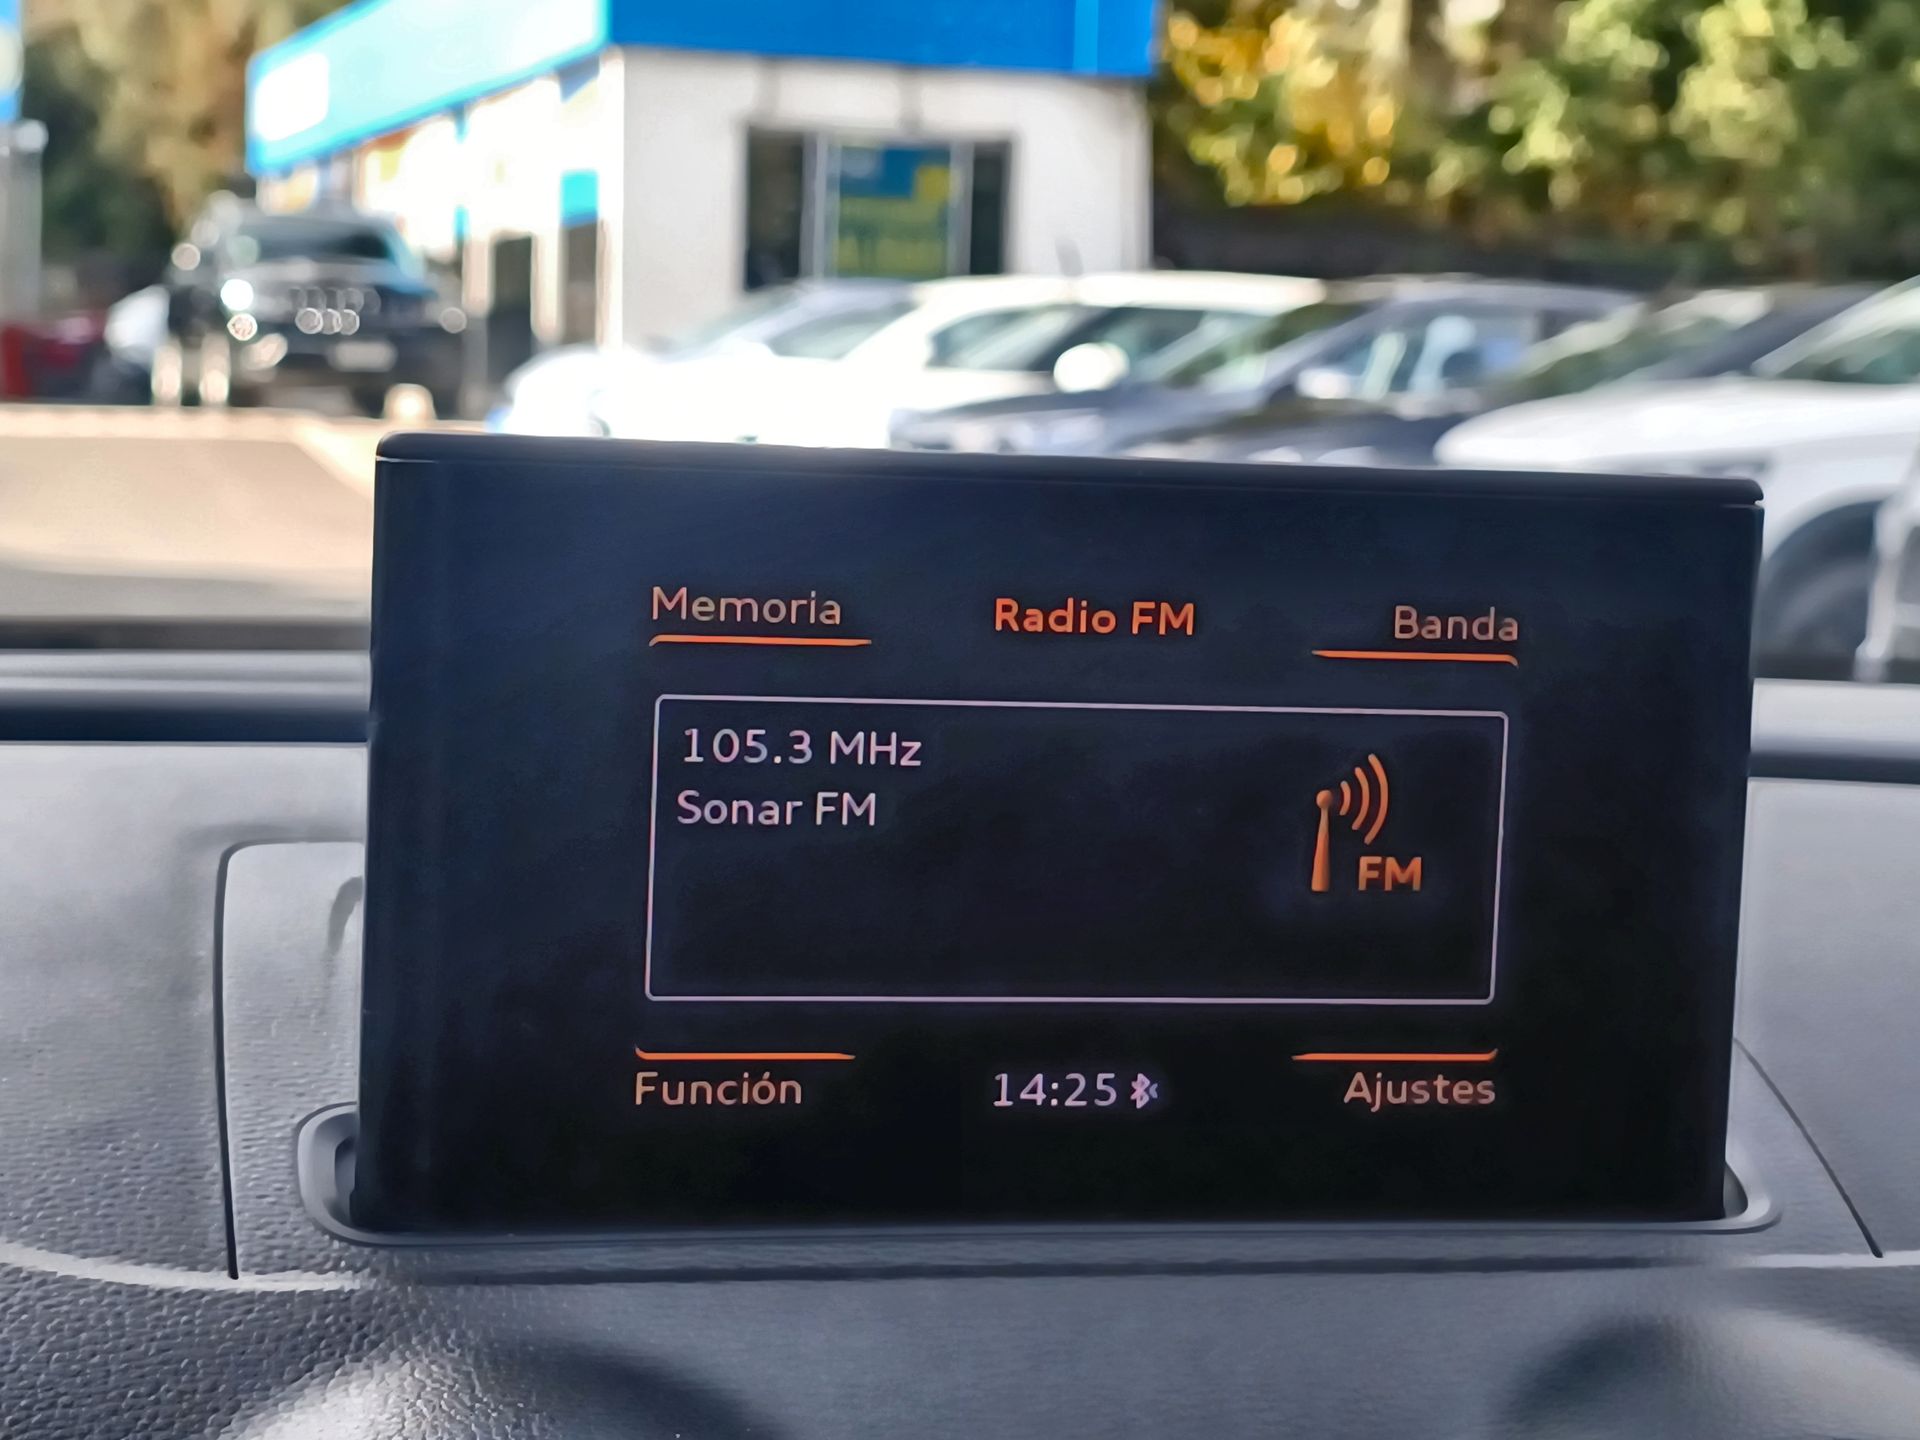 Memoria
Radio FM
Banda
105.3 MHz
Sonar FM
FM
Función
14:25
Ajustes